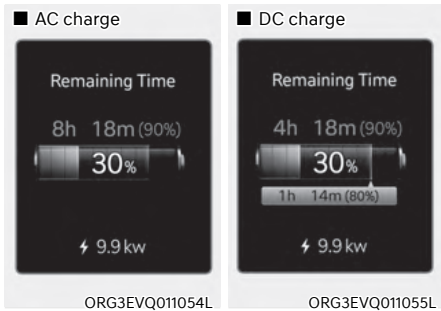 ■ AC charge
Remaining Time
8h 18m (90%)
30%
9.9 kw
ORG3EVQ011054L
■ DC charge
Remaining Time
4h 18m (90%)
30%
1h 14m (80%)
9.9 kw
ORG3EVQ011055L